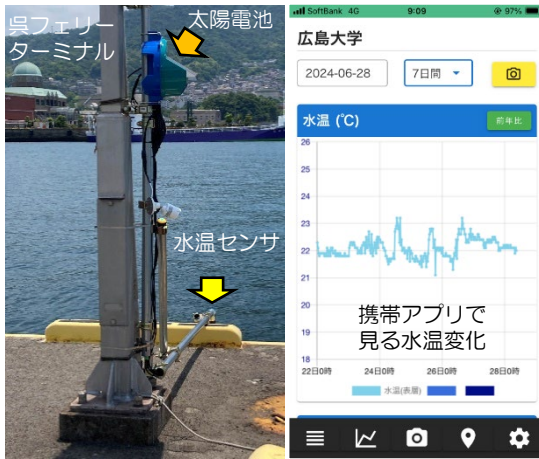 呉フェリー
ターミナル
太陽電池
水温センサ
SoftBank 4G 9:09 97%
広島大学
2024-06-28 7日間
水温 (℃) 前年比
26
25
24
23
22
21
20
19
18
携帯アプリで
見る水温変化
22日0時 24日0時 26日0時 28日0時
水温(表層)